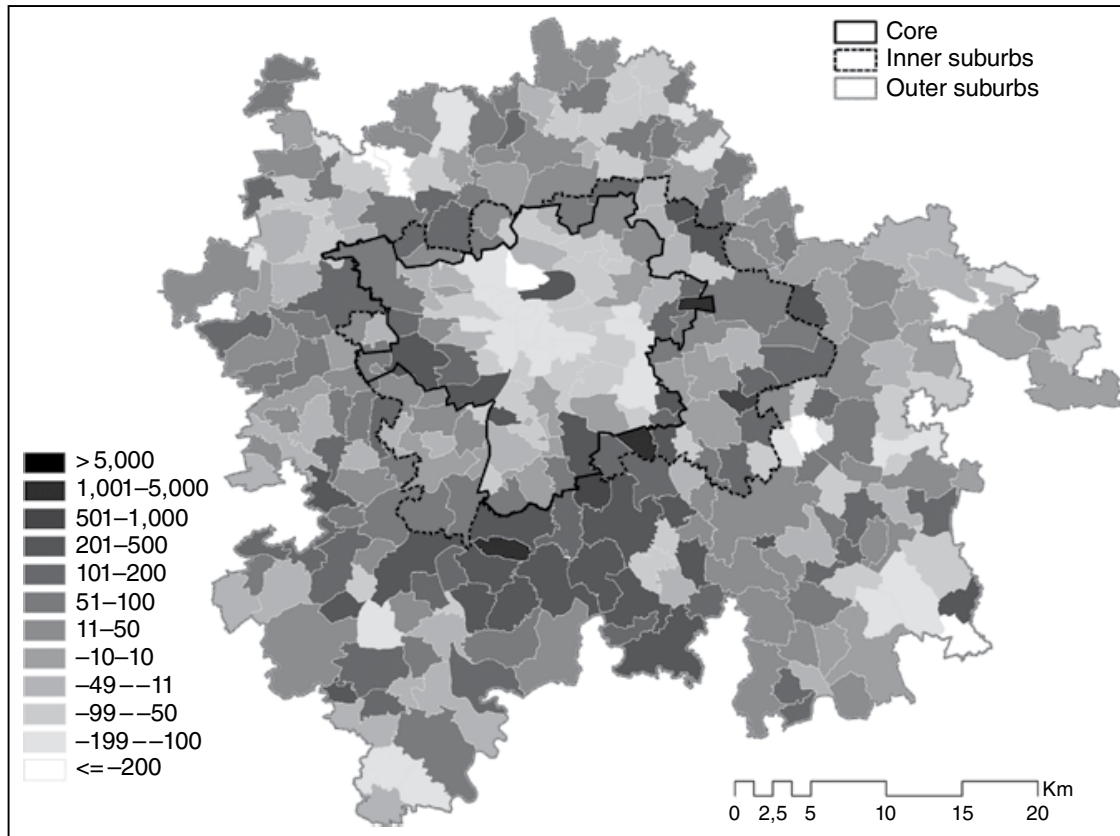 Core
Inner suburbs
Outer suburbs
> 5,000
1,001–5,000
501–1,000
201–500
101–200
51–100
11–50
–10–10
–49––11
–99––50
–199––100
<= –200
Km
0 2,5 5 10 15 20